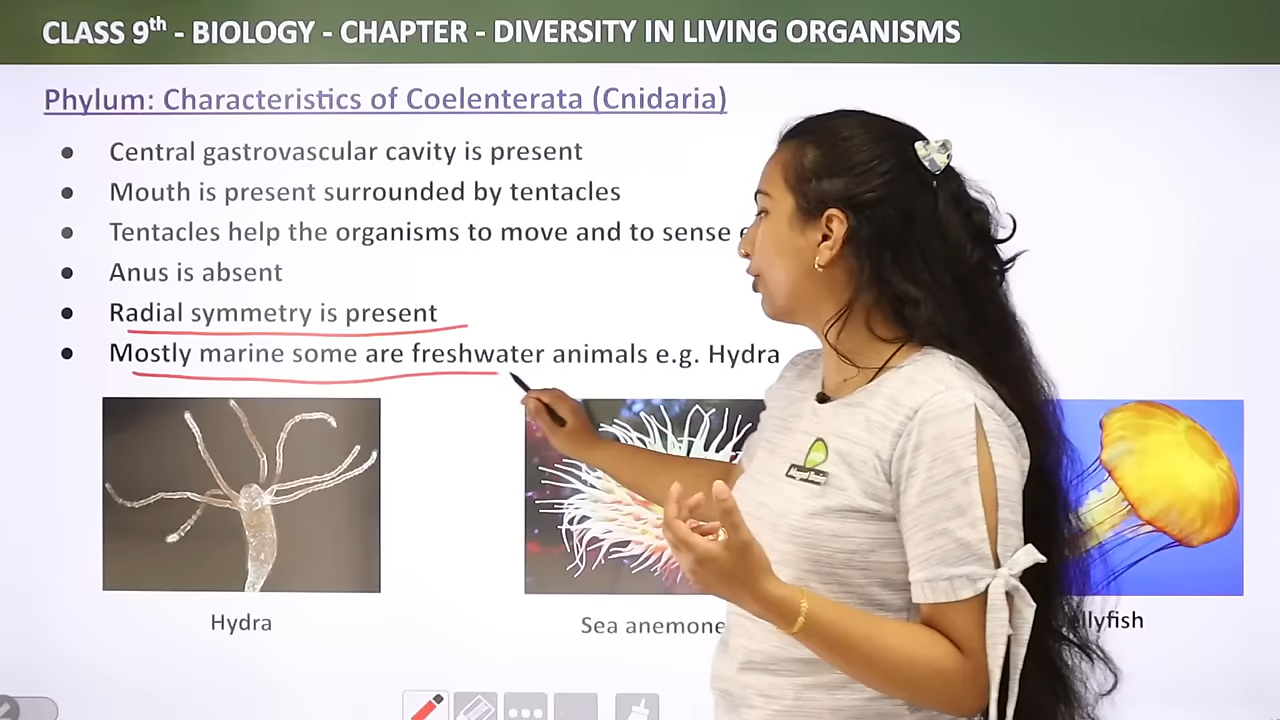 CLASS 9th - BIOLOGY - CHAPTER - DIVERSITY IN LIVING ORGANISMS
Phylum: Characteristics of Coelenterata (Cnidaria)
● Central gastrovascular cavity is present
● Mouth is present surrounded by tentacles
● Tentacles help the organisms to move and to sense
● Anus is absent
● Radial symmetry is present
● Mostly marine some are freshwater animals e.g. Hydra
Hydra
Sea anemone
llyfish